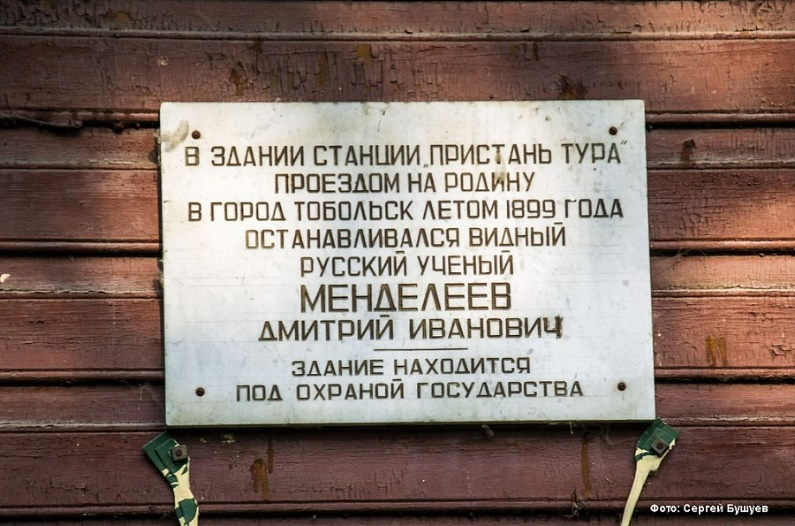 В ЗДАНИИ СТАНЦИИ „ПРИСТАНЬ ТУРА"
ПРОЕЗДОМ НА РОДИНУ
В ГОРОД ТОБОЛЬСК ЛЕТОМ 1899 ГОДА
ОСТАНАВЛИВАЛСЯ ВИДНЫЙ
РУССКИЙ УЧЕНЫЙ
МЕНДЕЛЕЕВ
ДМИТРИЙ ИВАНОВИЧ
ЗДАНИЕ НАХОДИТСЯ
ПОД ОХРАНОЙ ГОСУДАРСТВА
Фото: Сергей Бушуев